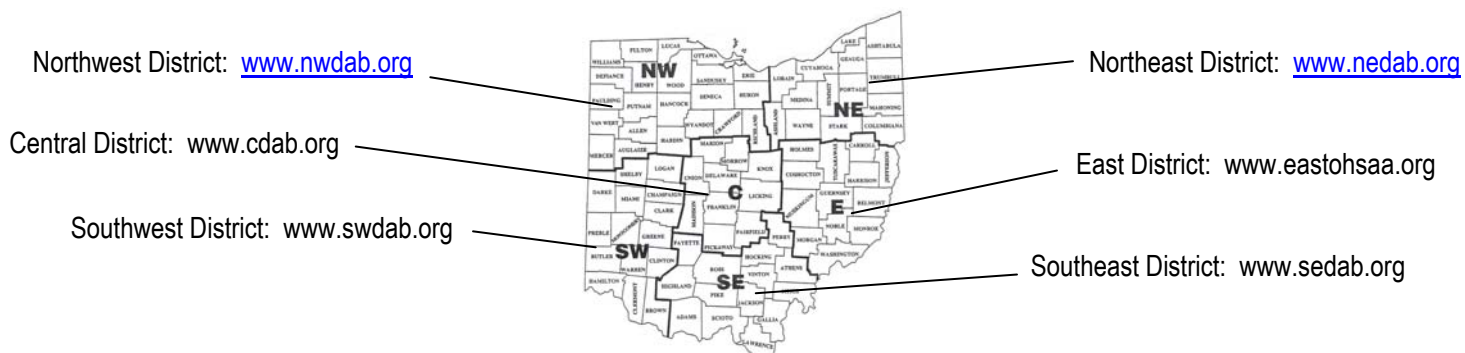 Northwest District: www.nwdab.org
Central District: www.cdab.org
Southwest District: www.swdab.org
Northeast District: www.nedab.org
East District: www.eastohsaa.org
Southeast District: www.sedab.org
NW
NE
C
E
SW
SE
WILLIAMS
FULTON
LUCAS
OTTAWA
DEFIANCE
HENRY
WOOD
SANDUSKY
ERIE
PAULDING
PUTNAM
HANCOCK
SENECA
HURON
VAN WERT
ALLEN
WYANDOT
CRAWFORD
RICHLAND
MERCER
AUGLAIZE
HARDIN
LAKE
ASHTABULA
GEAUGA
CUYAHOGA
TRUMBULL
LORAIN
MEDINA
SUMMIT
PORTAGE
MAHONING
ASHLAND
WAYNE
STARK
COLUMBIANA
MARION
MORROW
KNOX
UNION
DELAWARE
LICKING
FRANKLIN
MADISON
FAIRFIELD
PICKAWAY
PERRY
HOLMES
COSHOCTON
TUSCARAWAS
CARROLL
HARRISON
JEFFERSON
MUSKINGUM
GUERNSEY
BELMONT
NOBLE
MONROE
MORGAN
WASHINGTON
SHELBY
LOGAN
DARKE
MIAMI
CHAMPAIGN
CLARK
PREBLE
MONTGOMERY
GREENE
BUTLER
WARREN
CLINTON
HAMILTON
CLERMONT
BROWN
FAYETTE
HOCKING
ROSS
VINTON
ATHENS
HIGHLAND
PIKE
JACKSON
ADAMS
SCIOTO
GALLIA
LAWRENCE